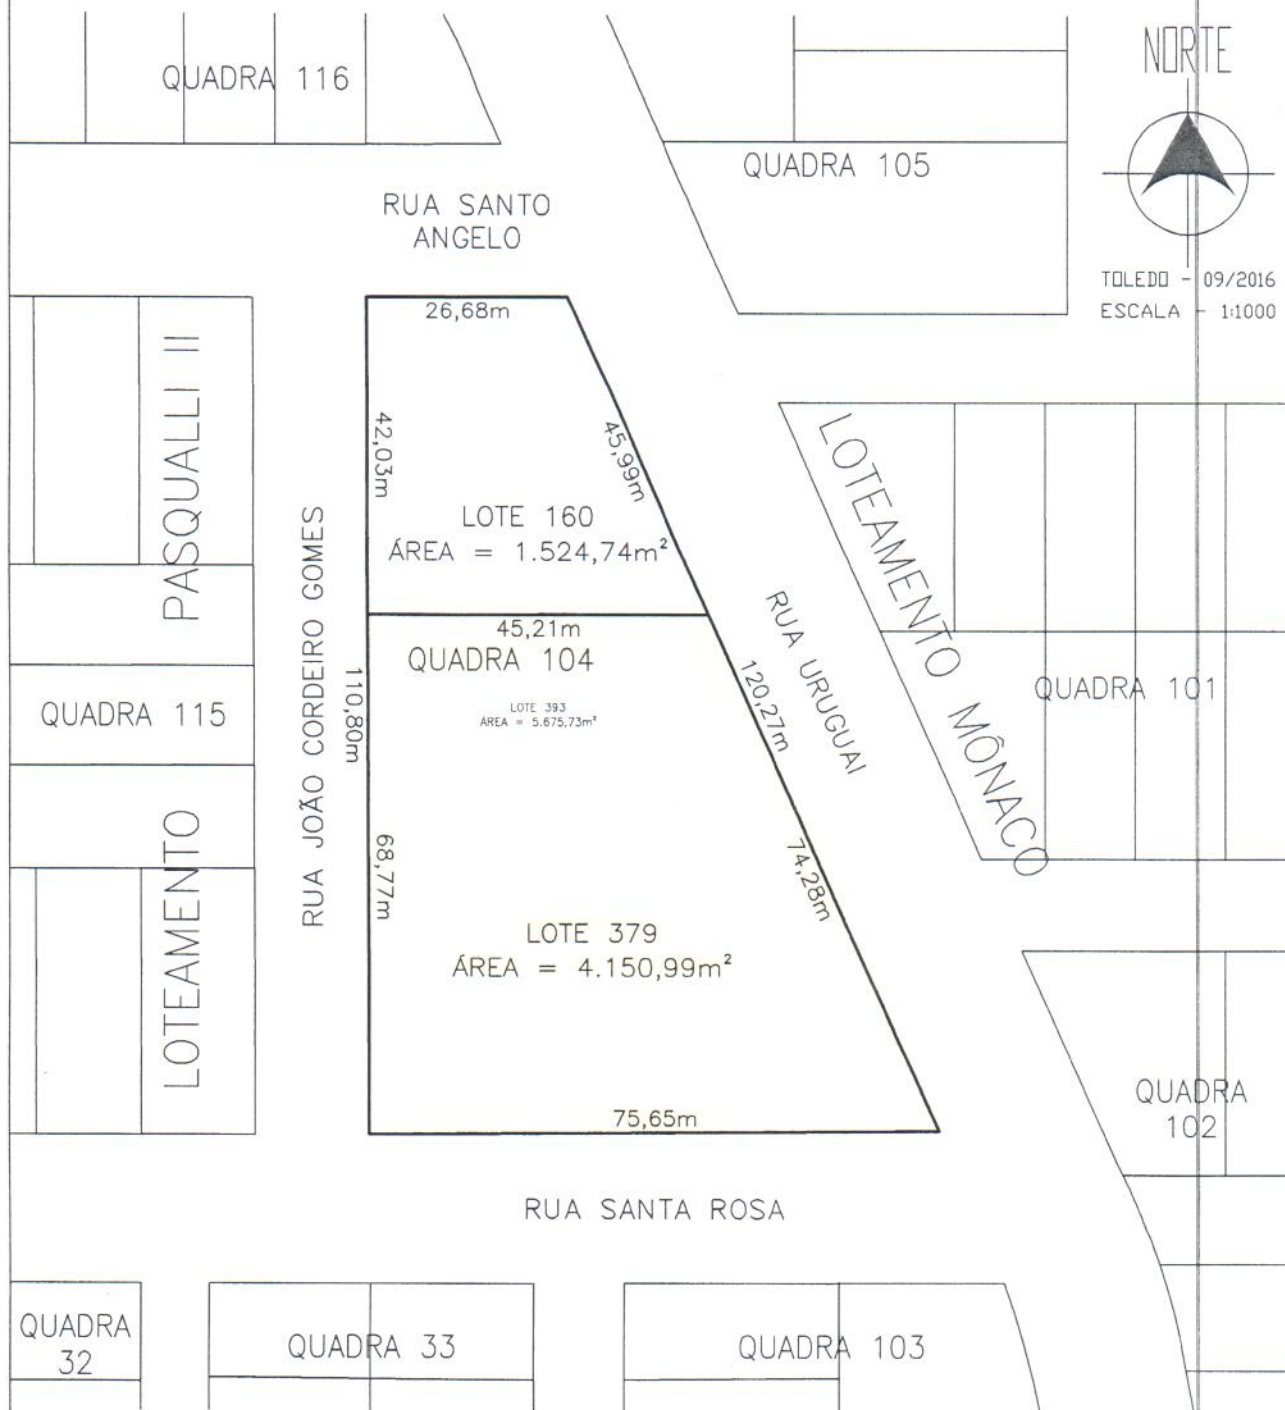 NORTE
QUADRA 116
QUADRA 105
RUA SANTO
ANGELO
TOLEDO - 09/2016
ESCALA - 1:1000
26,68m
PASQUALLI II
42,03m
45,99m
LOTEAMENTO MÔNACO
LOTE 160
ÁREA = 1.524,74m²
RUA JOÃO CORDEIRO GOMES
RUA URUGUAI
45,21m
QUADRA 104
110,80m
120,27m
QUADRA 101
LOTE 393
ÁREA = 5.675,73m²
QUADRA 115
LOTEAMENTO
68,77m
74,28m
LOTE 379
ÁREA = 4.150,99m²
QUADRA
102
75,65m
RUA SANTA ROSA
QUADRA
32
QUADRA 33
QUADRA 103